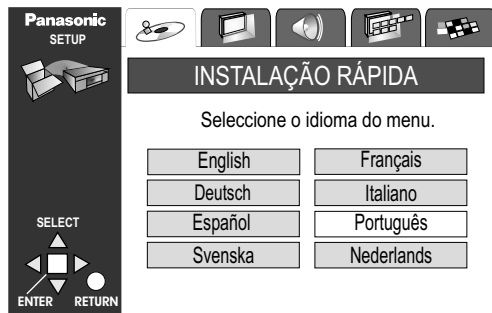 Panasonic
SETUP
INSTALAÇÃO RÁPIDA
Seleccione o idioma do menu.
English
Français
Deutsch
Italiano
Español
Português
Svenska
Nederlands
SELECT
ENTER RETURN